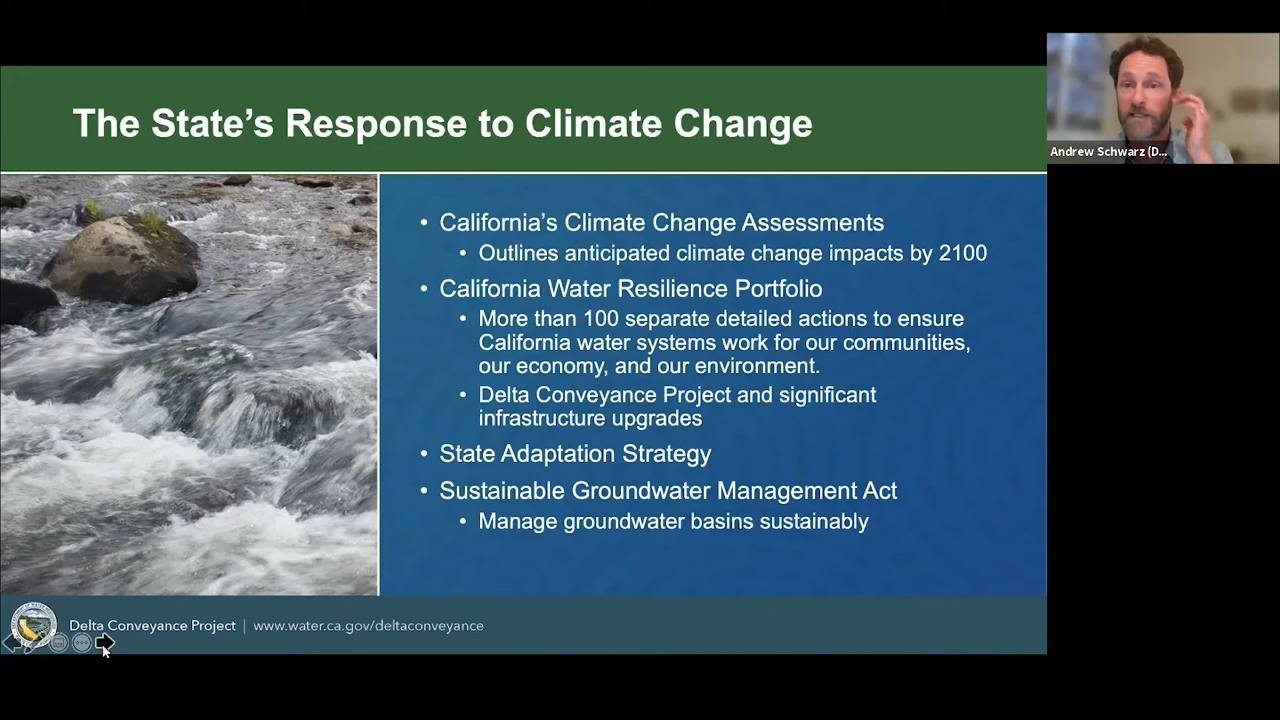 The State's Response to Climate Change
Andrew Schwarz (D...
• California's Climate Change Assessments
• Outlines anticipated climate change impacts by 2100
• California Water Resilience Portfolio
• More than 100 separate detailed actions to ensure
California water systems work for our communities,
our economy, and our environment.
• Delta Conveyance Project and significant
infrastructure upgrades
• State Adaptation Strategy
• Sustainable Groundwater Management Act
• Manage groundwater basins sustainably
Delta Conveyance Project | www.water.ca.gov/deltaconveyance